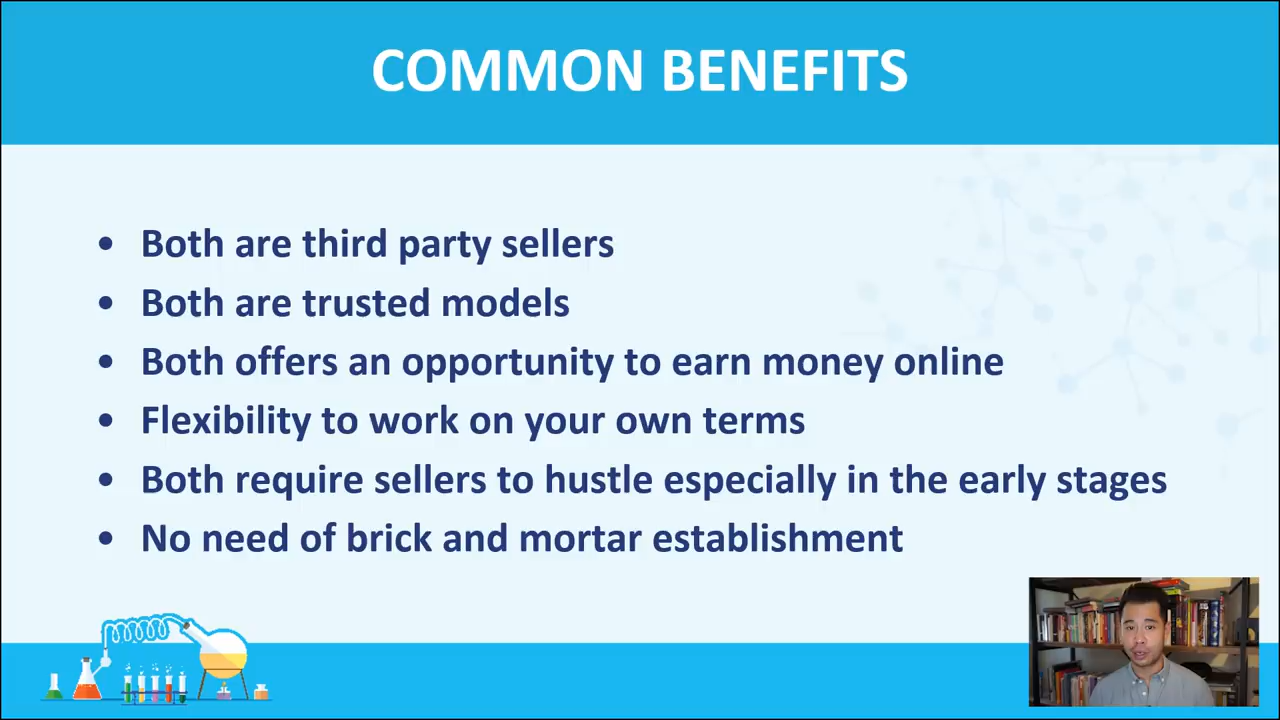 COMMON BENEFITS
• Both are third party sellers
• Both are trusted models
• Both offers an opportunity to earn money online
• Flexibility to work on your own terms
• Both require sellers to hustle especially in the early stages
• No need of brick and mortar establishment